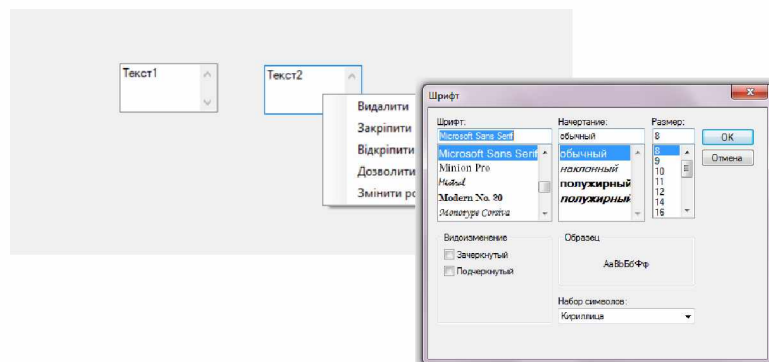 Текст1
Текст2
Видалити
Закріпити
Відкріпити
Дозволити
Змінити
Шрифт
Шрифт:
Microsoft Sans Serif
Microsoft Sans Serif
Minion Pro
Mistral
Modern No. 20
Monotype Corsiva
Начертание:
обычный
обычный
наклонный
полужирный
полужирный
Размер:
8
8
9
10
11
12
14
16
OK
Отмена
Видоизменение
Зачеркнутый
Подчеркнутый
Образец
АаВbБбФф
Набор символов:
Кириллица